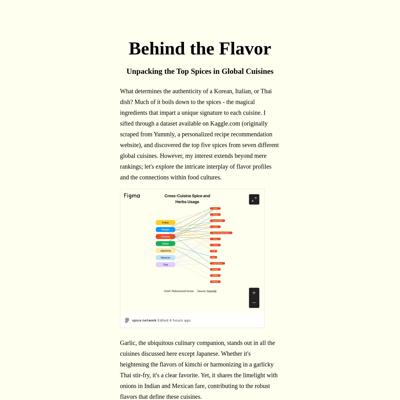 Behind the Flavor
Unpacking the Top Spices in Global Cuisines
What determines the authenticity of a Korean, Italian, or Thai
dish? Much of it boils down to the spices - the magical
ingredients that impart a unique signature to each cuisine. I
sifted through a dataset available on Kaggle.com (originally
scraped from Yummly, a personalized recipe recommendation
website), and discovered the top five spices from seven different
global cuisines. However, my interest extends beyond mere
rankings; let's explore the intricate interplay of flavor profiles
and the connections within food cultures.
Figma
Cross-Cuisine Spice and
Herbs Usage
spice network Edited 4 hours ago
Garlic, the ubiquitous culinary companion, stands out in all the
cuisines discussed here except Japanese. Whether it's
heightening the flavors of kimchi or harmonizing in a garlicky
Thai stir-fry, it's a clear favorite. Yet, it shares the limelight with
onions in Indian and Mexican fare, contributing to the robust
flavors that define these cuisines.